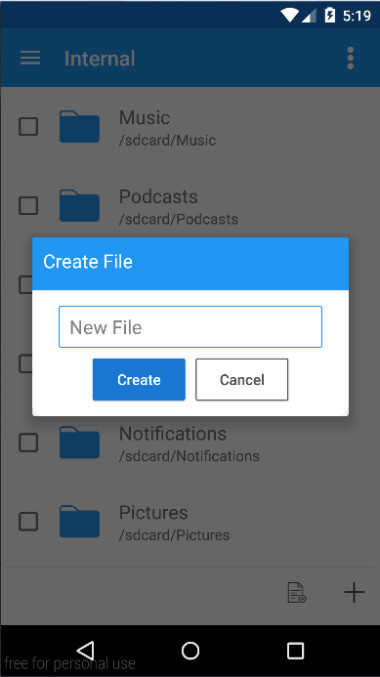 5:19
Internal
Music
/sdcard/Music
Podcasts
/sdcard/Podcasts
Create File
New File
Create
Cancel
Notifications
/sdcard/Notifications
Pictures
/sdcard/Pictures
free for personal use